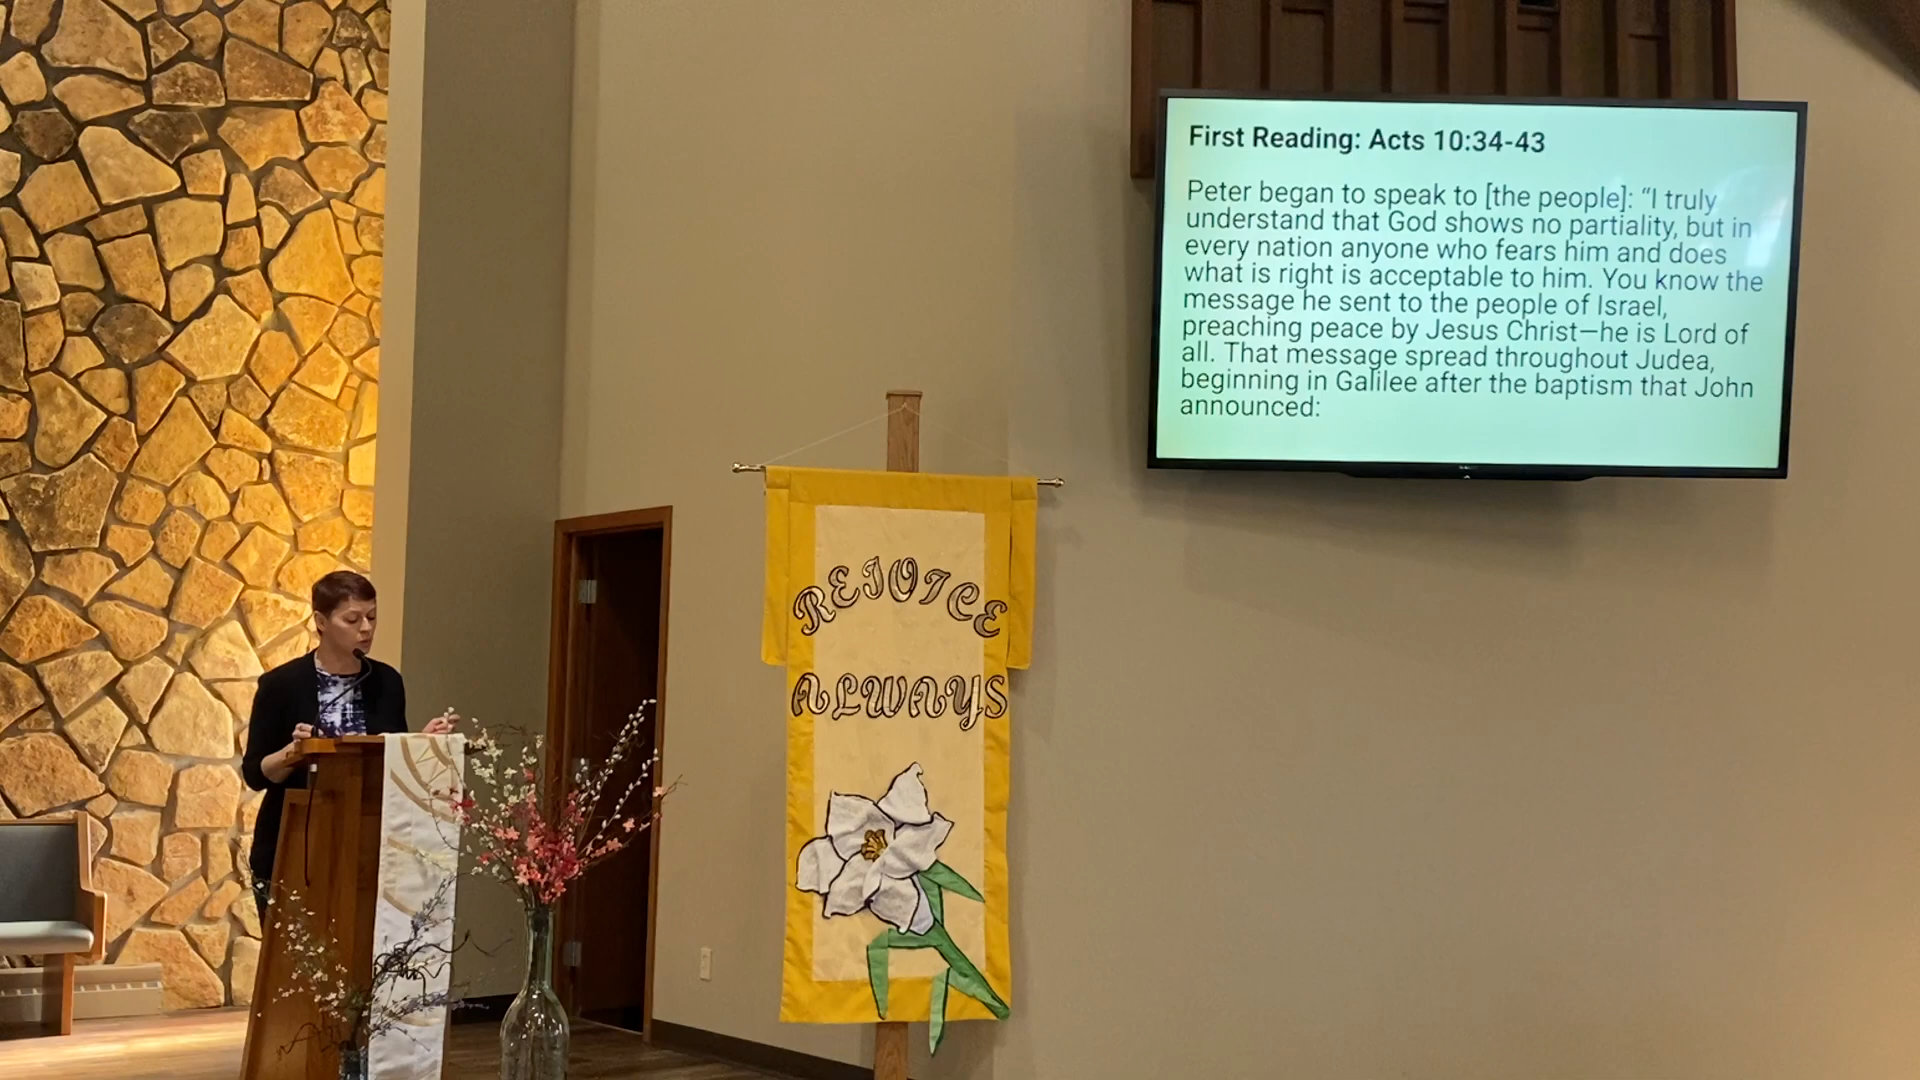 First Reading: Acts 10:34-43
Peter began to speak to [the people]: “I truly
understand that God shows no partiality, but in
every nation anyone who fears him and does
what is right is acceptable to him. You know the
message he sent to the people of Israel,
preaching peace by Jesus Christ—he is Lord of
all. That message spread throughout Judea,
beginning in Galilee after the baptism that John
announced:
REJOICE
ALWAYS